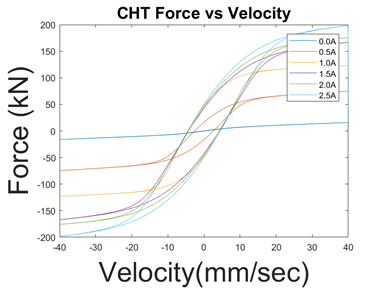 CHT Force vs Velocity
200
150
100
50
0
-50
-100
-150
-200
Force (kN)
0.0A
0.5A
1.0A
1.5A
2.0A
2,5A
-40 -30 -20 -10 0 10 20 30 40
Velocity(mm/sec)